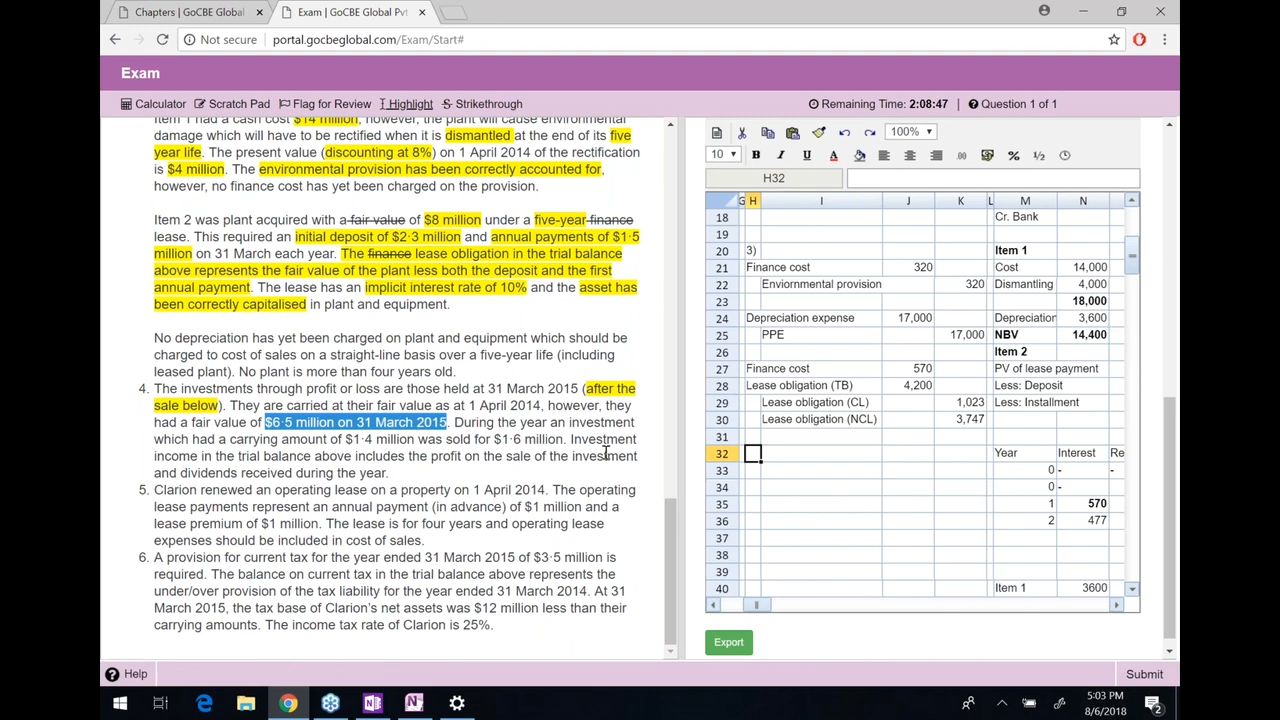 Chapters | GoCBE Global
Exam | GoCBE Global Pvt
Not secure
portal.gocbeglobal.com/Exam/Start#
Exam
Calculator
Scratch Pad
Flag for Review
Highlight
Strikethrough
Remaining Time: 2:08:47
Question 1 of 1
Item 1 had a cash cost $14 million, however, the plant will cause environmental
damage which will have to be rectified when it is dismantled at the end of its five
year life. The present value (discounting at 8%) on 1 April 2014 of the rectification
is $4 million. The environmental provision has been correctly accounted for,
however, no finance cost has yet been charged on the provision.
Item 2 was plant acquired with a fair value of $8 million under a five-year finance
lease. This required an initial deposit of $2·3 million and annual payments of $1·5
million on 31 March each year. The finance lease obligation in the trial balance
above represents the fair value of the plant less both the deposit and the first
annual payment. The lease has an implicit interest rate of 10% and the asset has
been correctly capitalised in plant and equipment.
No depreciation has yet been charged on plant and equipment which should be
charged to cost of sales on a straight-line basis over a five-year life (including
leased plant). No plant is more than four years old.
4. The investments through profit or loss are those held at 31 March 2015 (after the
sale below). They are carried at their fair value as at 1 April 2014, however, they
had a fair value of $6·5 million on 31 March 2015. During the year an investment
which had a carrying amount of $1·4 million was sold for $1·6 million. Investment
income in the trial balance above includes the profit on the sale of the investment
and dividends received during the year.
5. Clarion renewed an operating lease on a property on 1 April 2014. The operating
lease payments represent an annual payment (in advance) of $1 million and a
lease premium of $1 million. The lease is for four years and operating lease
expenses should be included in cost of sales.
6. A provision for current tax for the year ended 31 March 2015 of $3·5 million is
required. The balance on current tax in the trial balance above represents the
under/over provision of the tax liability for the year ended 31 March 2014. At 31
March 2015, the tax base of Clarion's net assets was $12 million less than their
carrying amounts. The income tax rate of Clarion is 25%.
100%
10 B I U A .00 % ½
H32
G H I J K L M N
18 Cr. Bank
19
20 3) Item 1
21 Finance cost 320 Cost 14,000
22 Enviornmental provision 320 Dismantling 4,000
23 18,000
24 Depreciation expense 17,000 Depreciation 3,600
25 PPE 17,000 NBV 14,400
26 Item 2
27 Finance cost 570 PV of lease payment
28 Lease obligation (TB) 4,200 Less: Deposit
29 Lease obligation (CL) 1,023 Less: Installment
30 Lease obligation (NCL) 3,747
31
32 Year Interest Re
33 0 - -
34 0 -
35 1 570
36 2 477
37
38
39
40 Item 1 3600
Export
Help
Submit
5:03 PM
8/6/2018
2